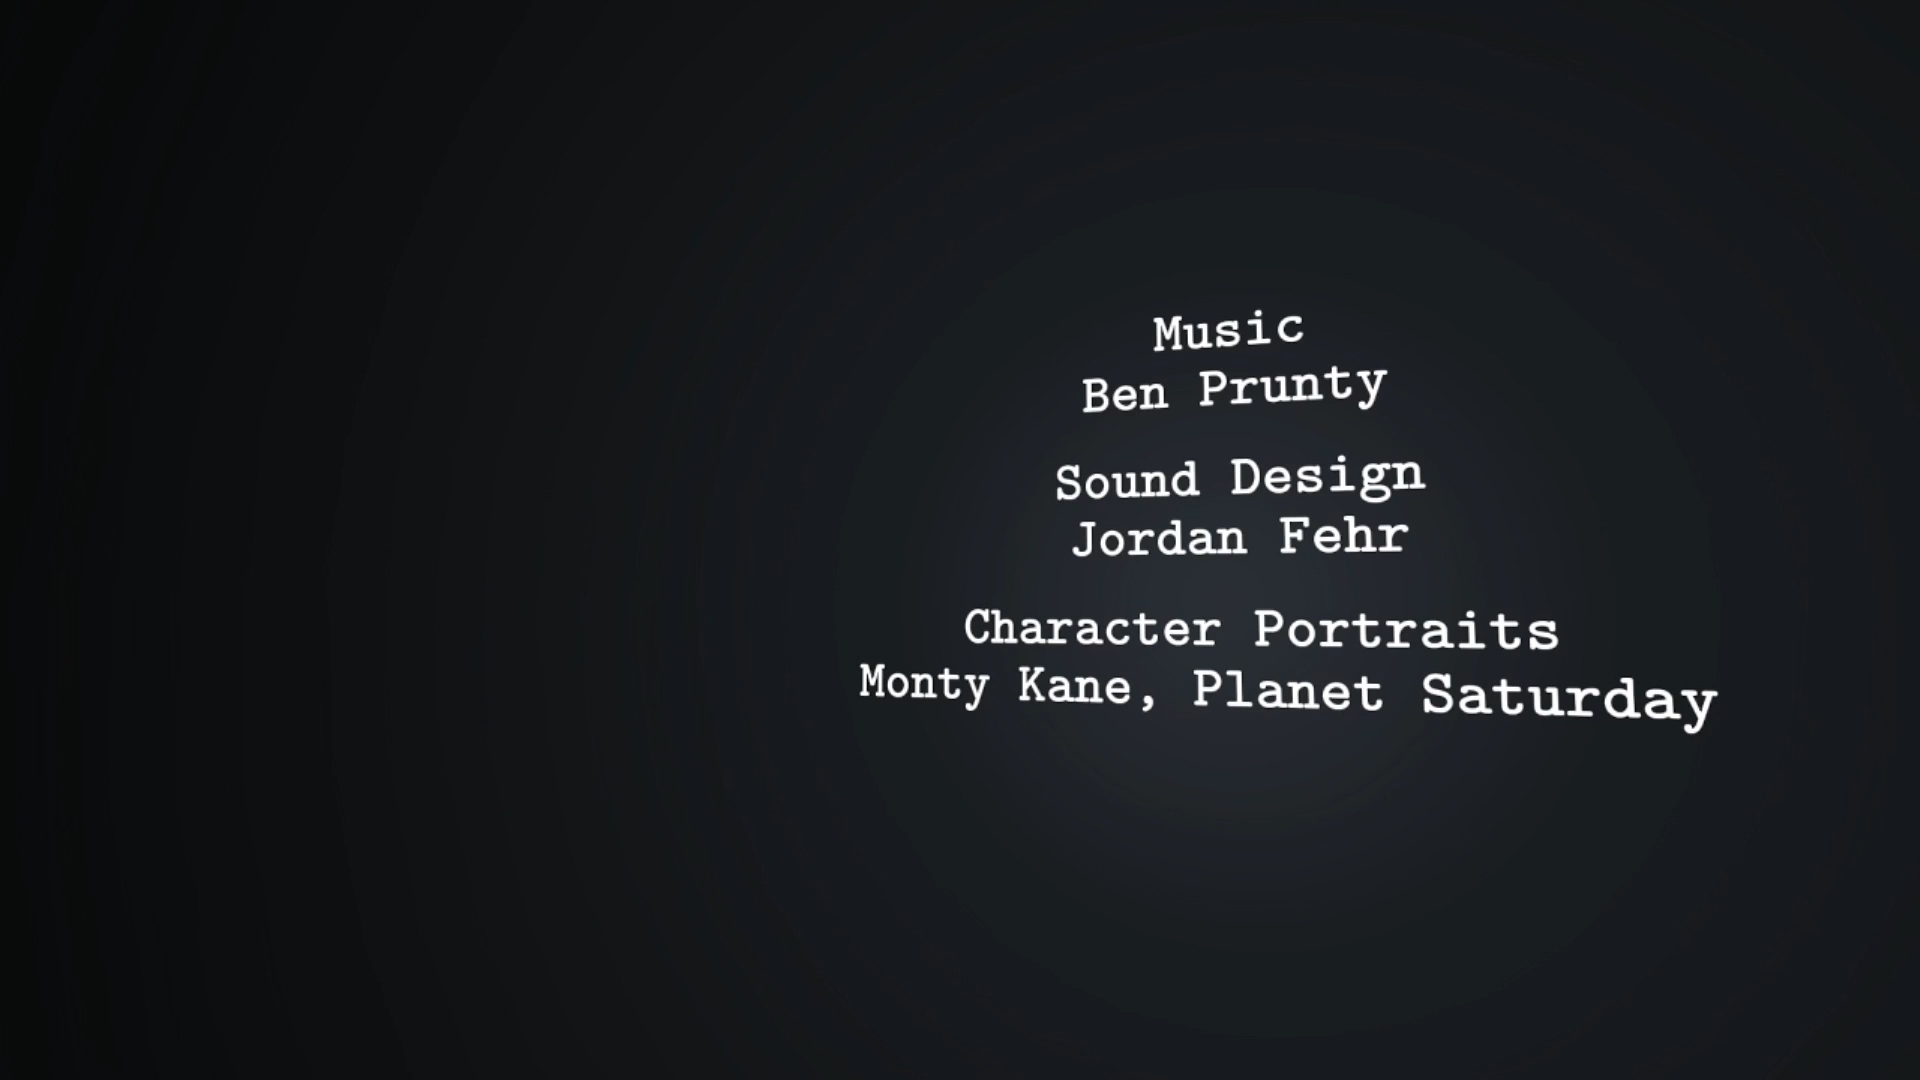 Music
Ben Prunty
Sound Design
Jordan Fehr
Character Portraits
Monty Kane, Planet Saturday